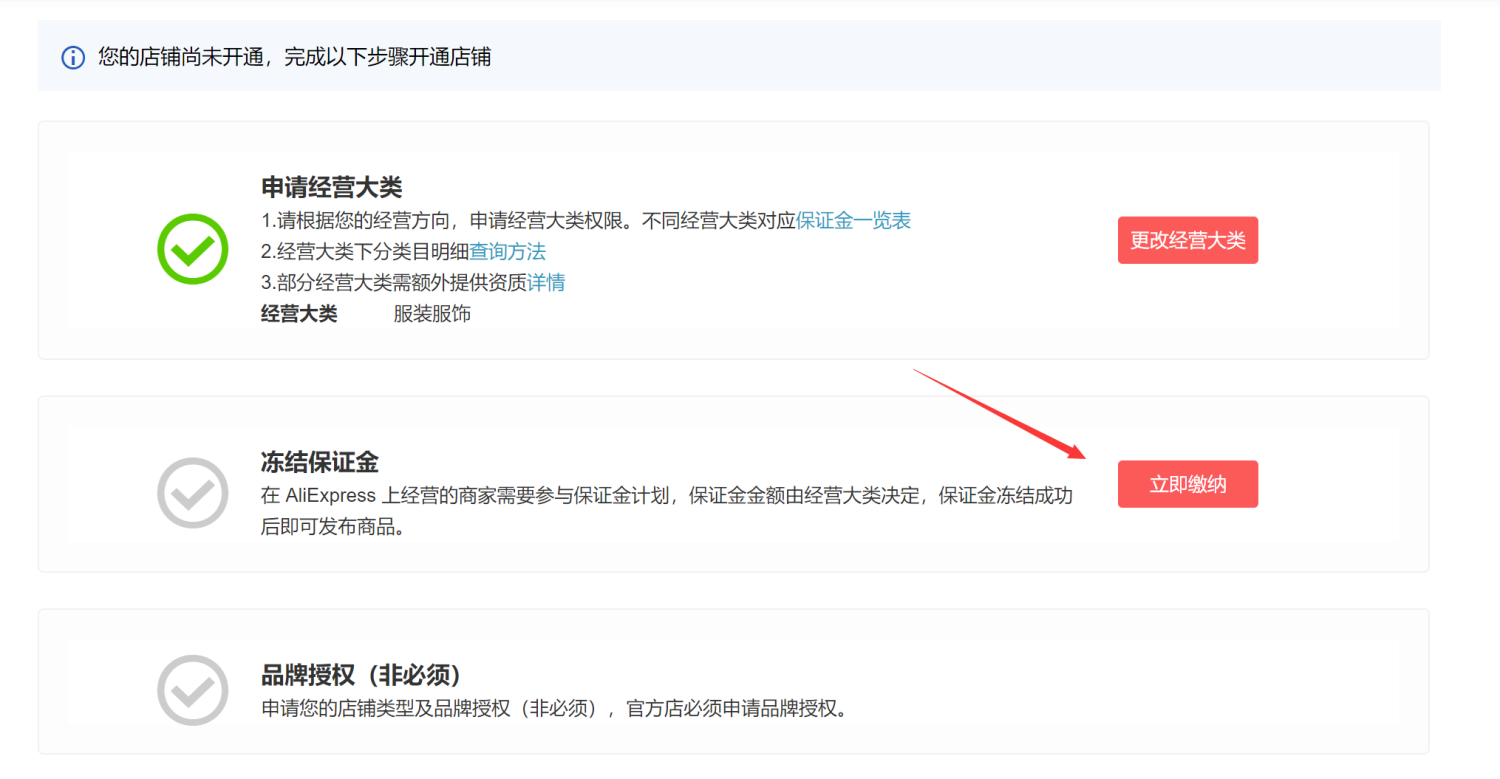 您的店铺尚未开通，完成以下步骤开通店铺
申请经营大类
1.请根据您的经营方向，申请经营大类权限。不同经营大类对应保证金一览表
2.经营大类下分类目明细查询方法
更改经营大类
3.部分经营大类需额外提供资质详情
经营大类 服装服饰
冻结保证金
在 AliExpress 上经营的商家需要参与保证金计划，保证金金额由经营大类决定，保证金冻结成功
后即可发布商品。
立即缴纳
品牌授权（非必须）
申请您的店铺类型及品牌授权（非必须），官方店必须申请品牌授权。